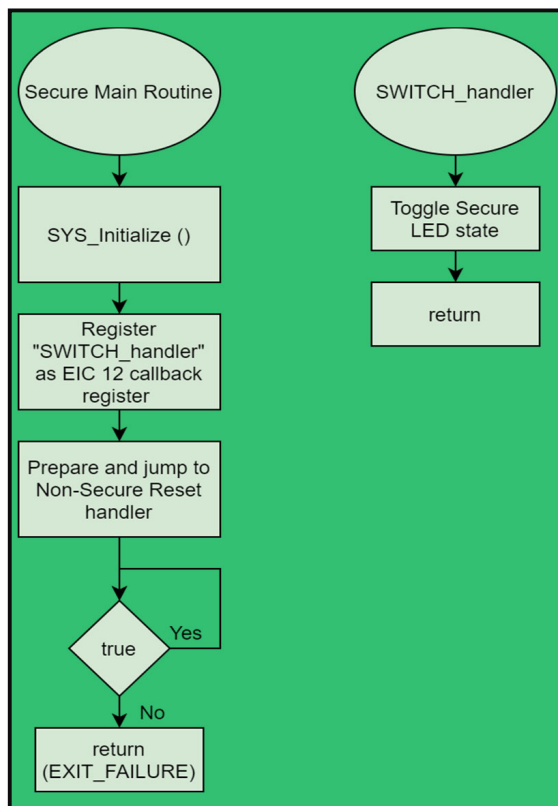 Secure Main Routine
SYS_Initialize ()
Register
"SWITCH_handler"
as EIC 12 callback
register
Prepare and jump to
Non-Secure Reset
handler
true
Yes
No
return
(EXIT_FAILURE)
SWITCH_handler
Toggle Secure
LED state
return